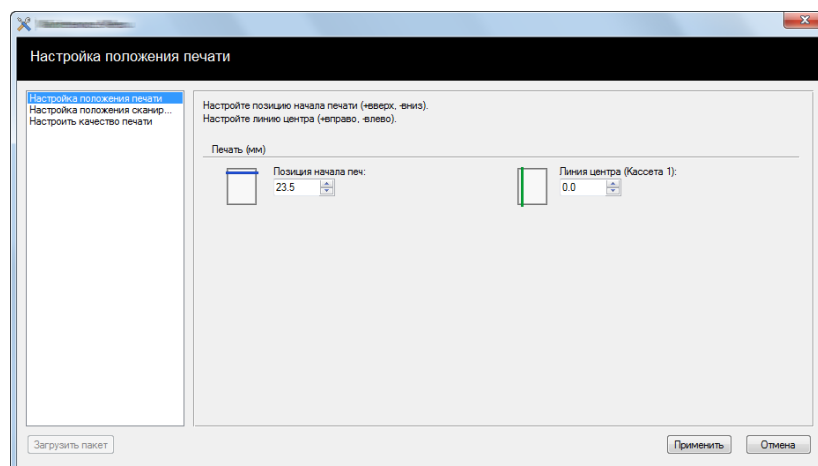 Настройка положения печати
Настройка положения печати
Настройка положения сканир...
Настроить качество печати
Настройте позицию начала печати (+вверх, -вниз).
Настройте линию центра (+вправо, -влево).
Печать (мм)
Позиция начала печ:
23.5
Линия центра (Кассета 1):
0.0
Загрузить пакет
Применить
Отмена